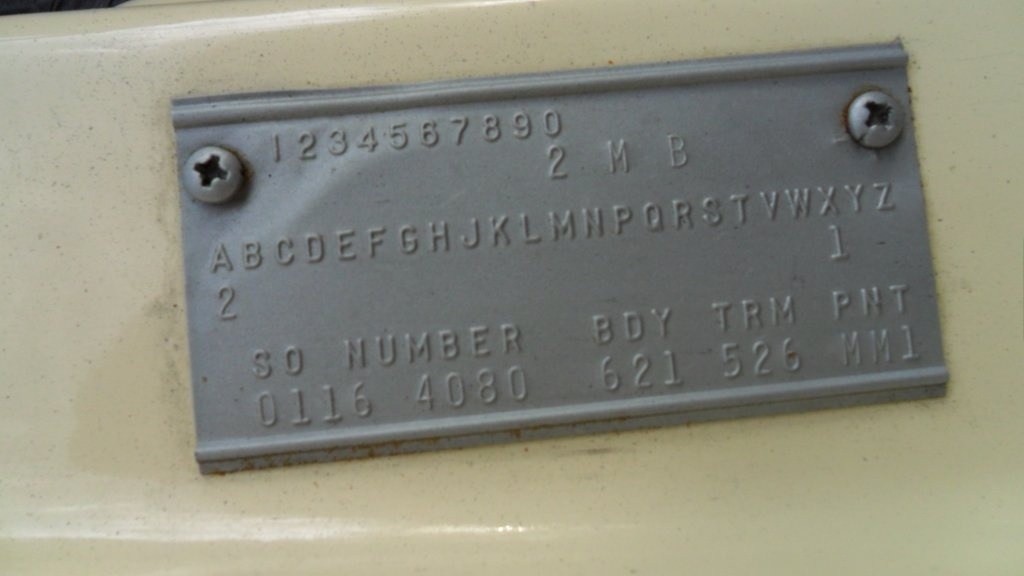 1234567890
2 M B
ABCDEFGHJKLMNPQRSTVWXYZ
1
2
SO NUMBER BDY TRM PNT
0116 4080 621 526 MM1